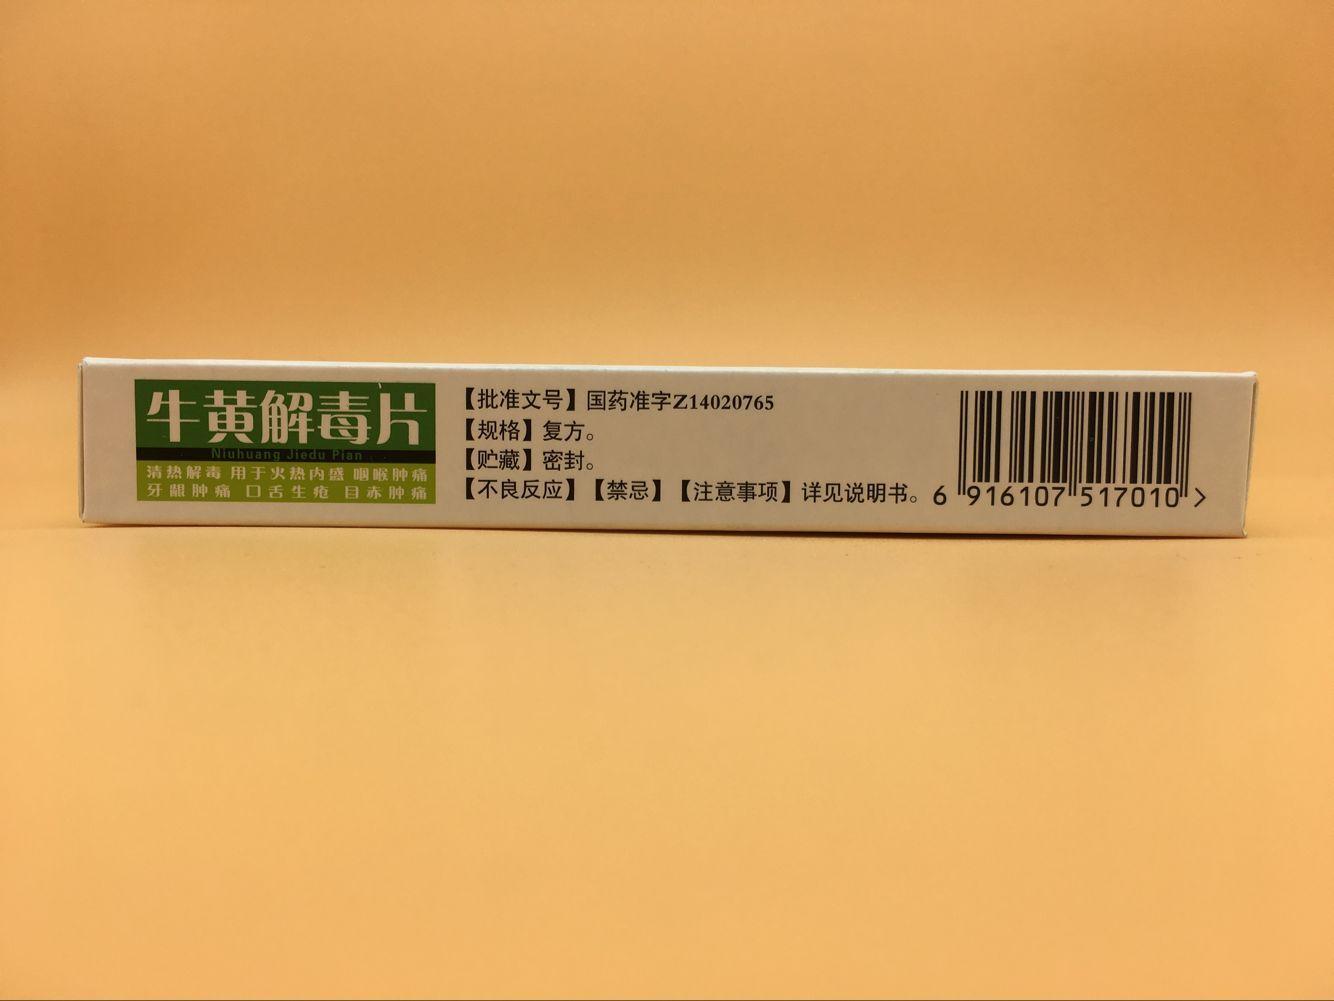 牛黄解毒片
Niuhuang Jiedu Pian
清热解毒 用于火热内盛 咽喉肿痛
牙龈肿痛 口舌生疮 目赤肿痛
【批准文号】国药准字Z14020765
【规格】复方。
【贮藏】密封。
【不良反应】【禁忌】【注意事项】详见说明书。
6 916107 517010 >